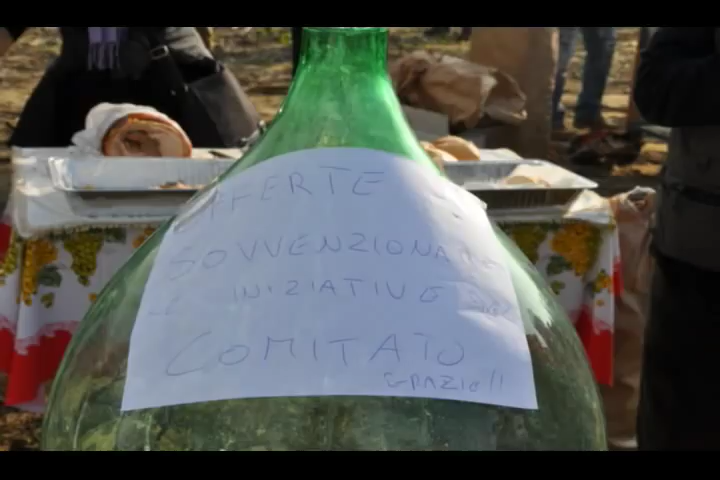 OFFERTE
SOVVENZIONARE
INIZIATIVE
COMITATO
GRAZIE!!